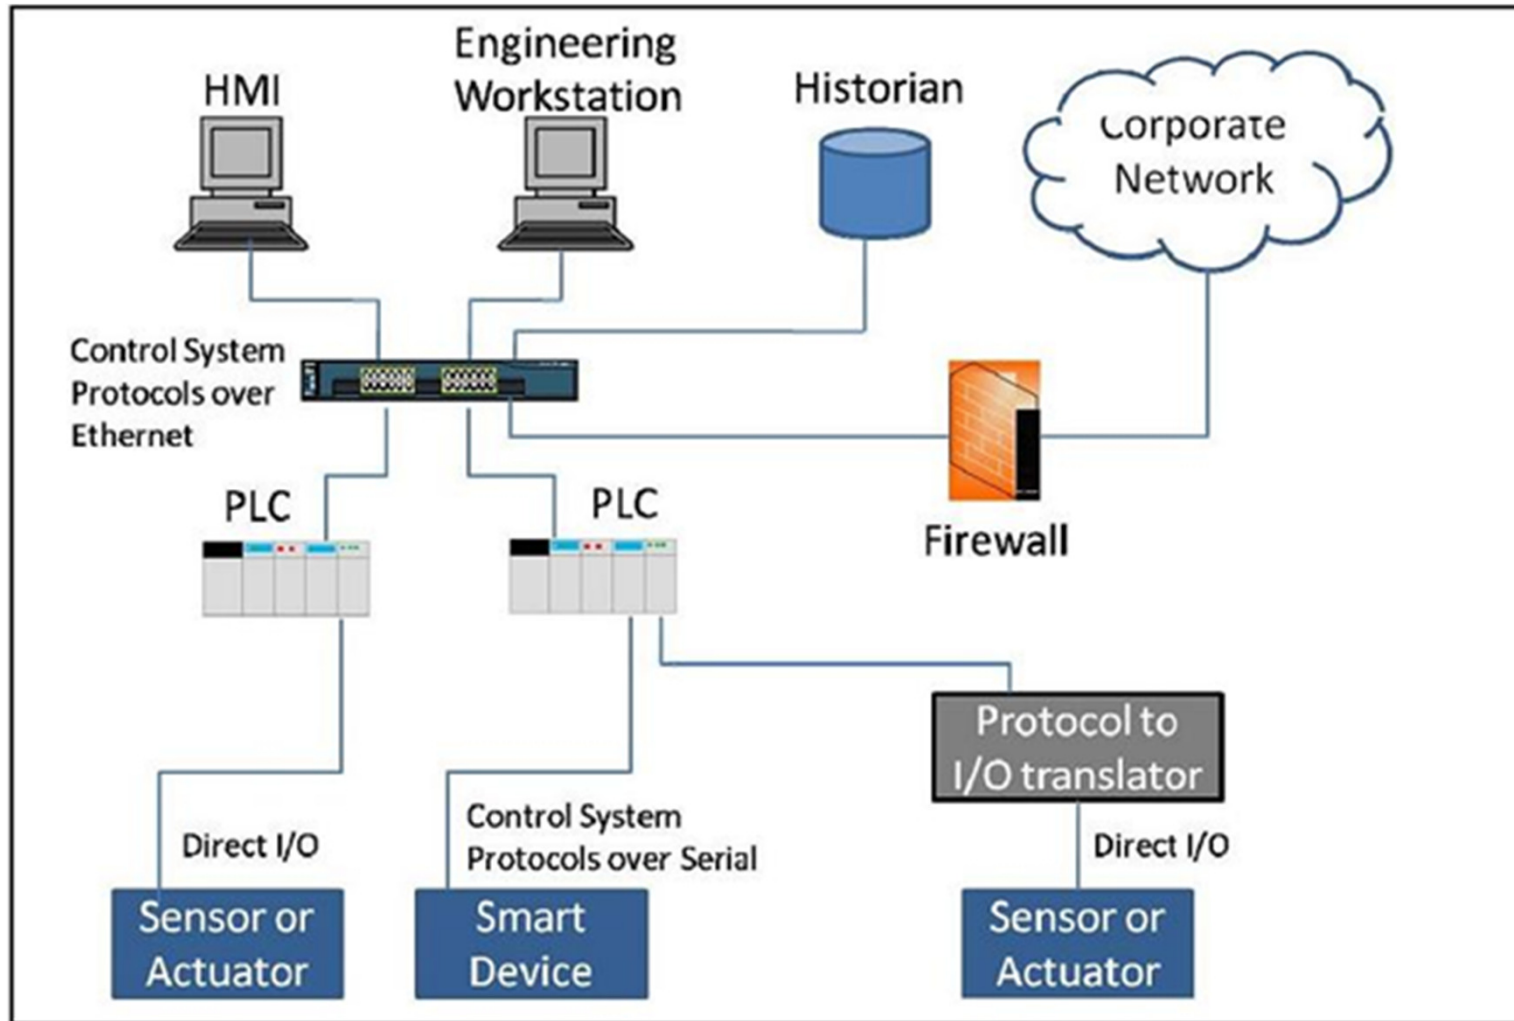 Engineering
Workstation
HMI
Historian
Corporate
Network
Control System
Protocols over
Ethernet
PLC
PLC
Firewall
Protocol to
I/O translator
Direct I/O
Control System
Protocols over Serial
Direct I/O
Sensor or
Actuator
Smart
Device
Sensor or
Actuator